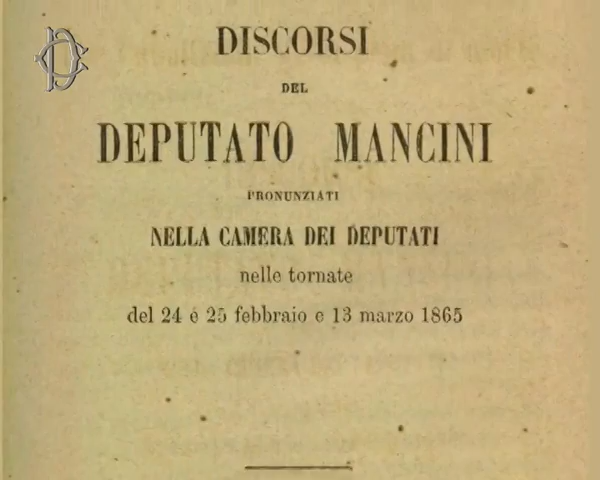 DISCORSI
DEL
DEPUTATO MANCINI
PRONUNZIATI
NELLA CAMERA DEI DEPUTATI
nelle tornate
del 24 e 25 febbraio e 13 marzo 1865